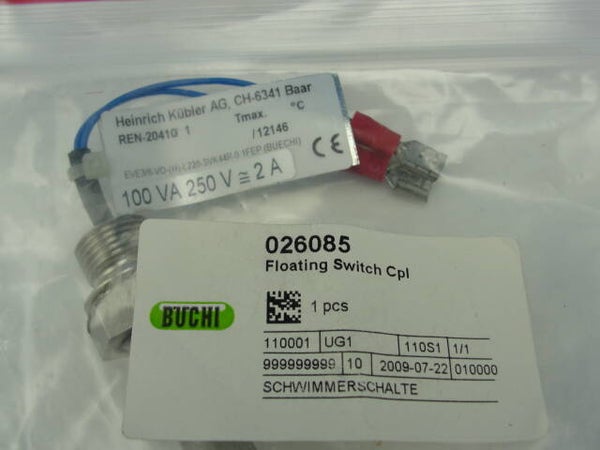 Heinrich Kübler AG, CH-6341 Baar
REN-20410 1 Tmax. °C
/12146
(BUECHI)
CE
100 VA 250 V ≅ 2 A
026085
Floating Switch Cpl
1 pcs
BUCHI
110001 UG1 110S1 1/1
999999999 10 2009-07-22 010000
SCHWIMMERSCHALTE